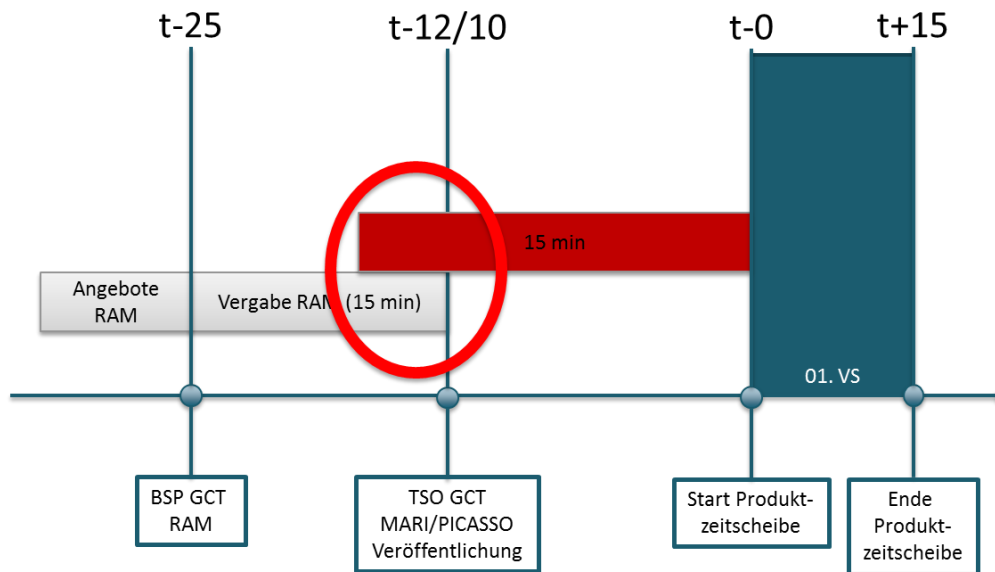 t-25
t-12/10
t-0
t+15
15 min
Angebote
RAM
Vergabe RAM (15 min)
01. VS
BSP GCT
RAM
TSO GCT
MARI/PICASSO
Veröffentlichung
Start Produkt-
zeitscheibe
Ende
Produkt-
zeitscheibe